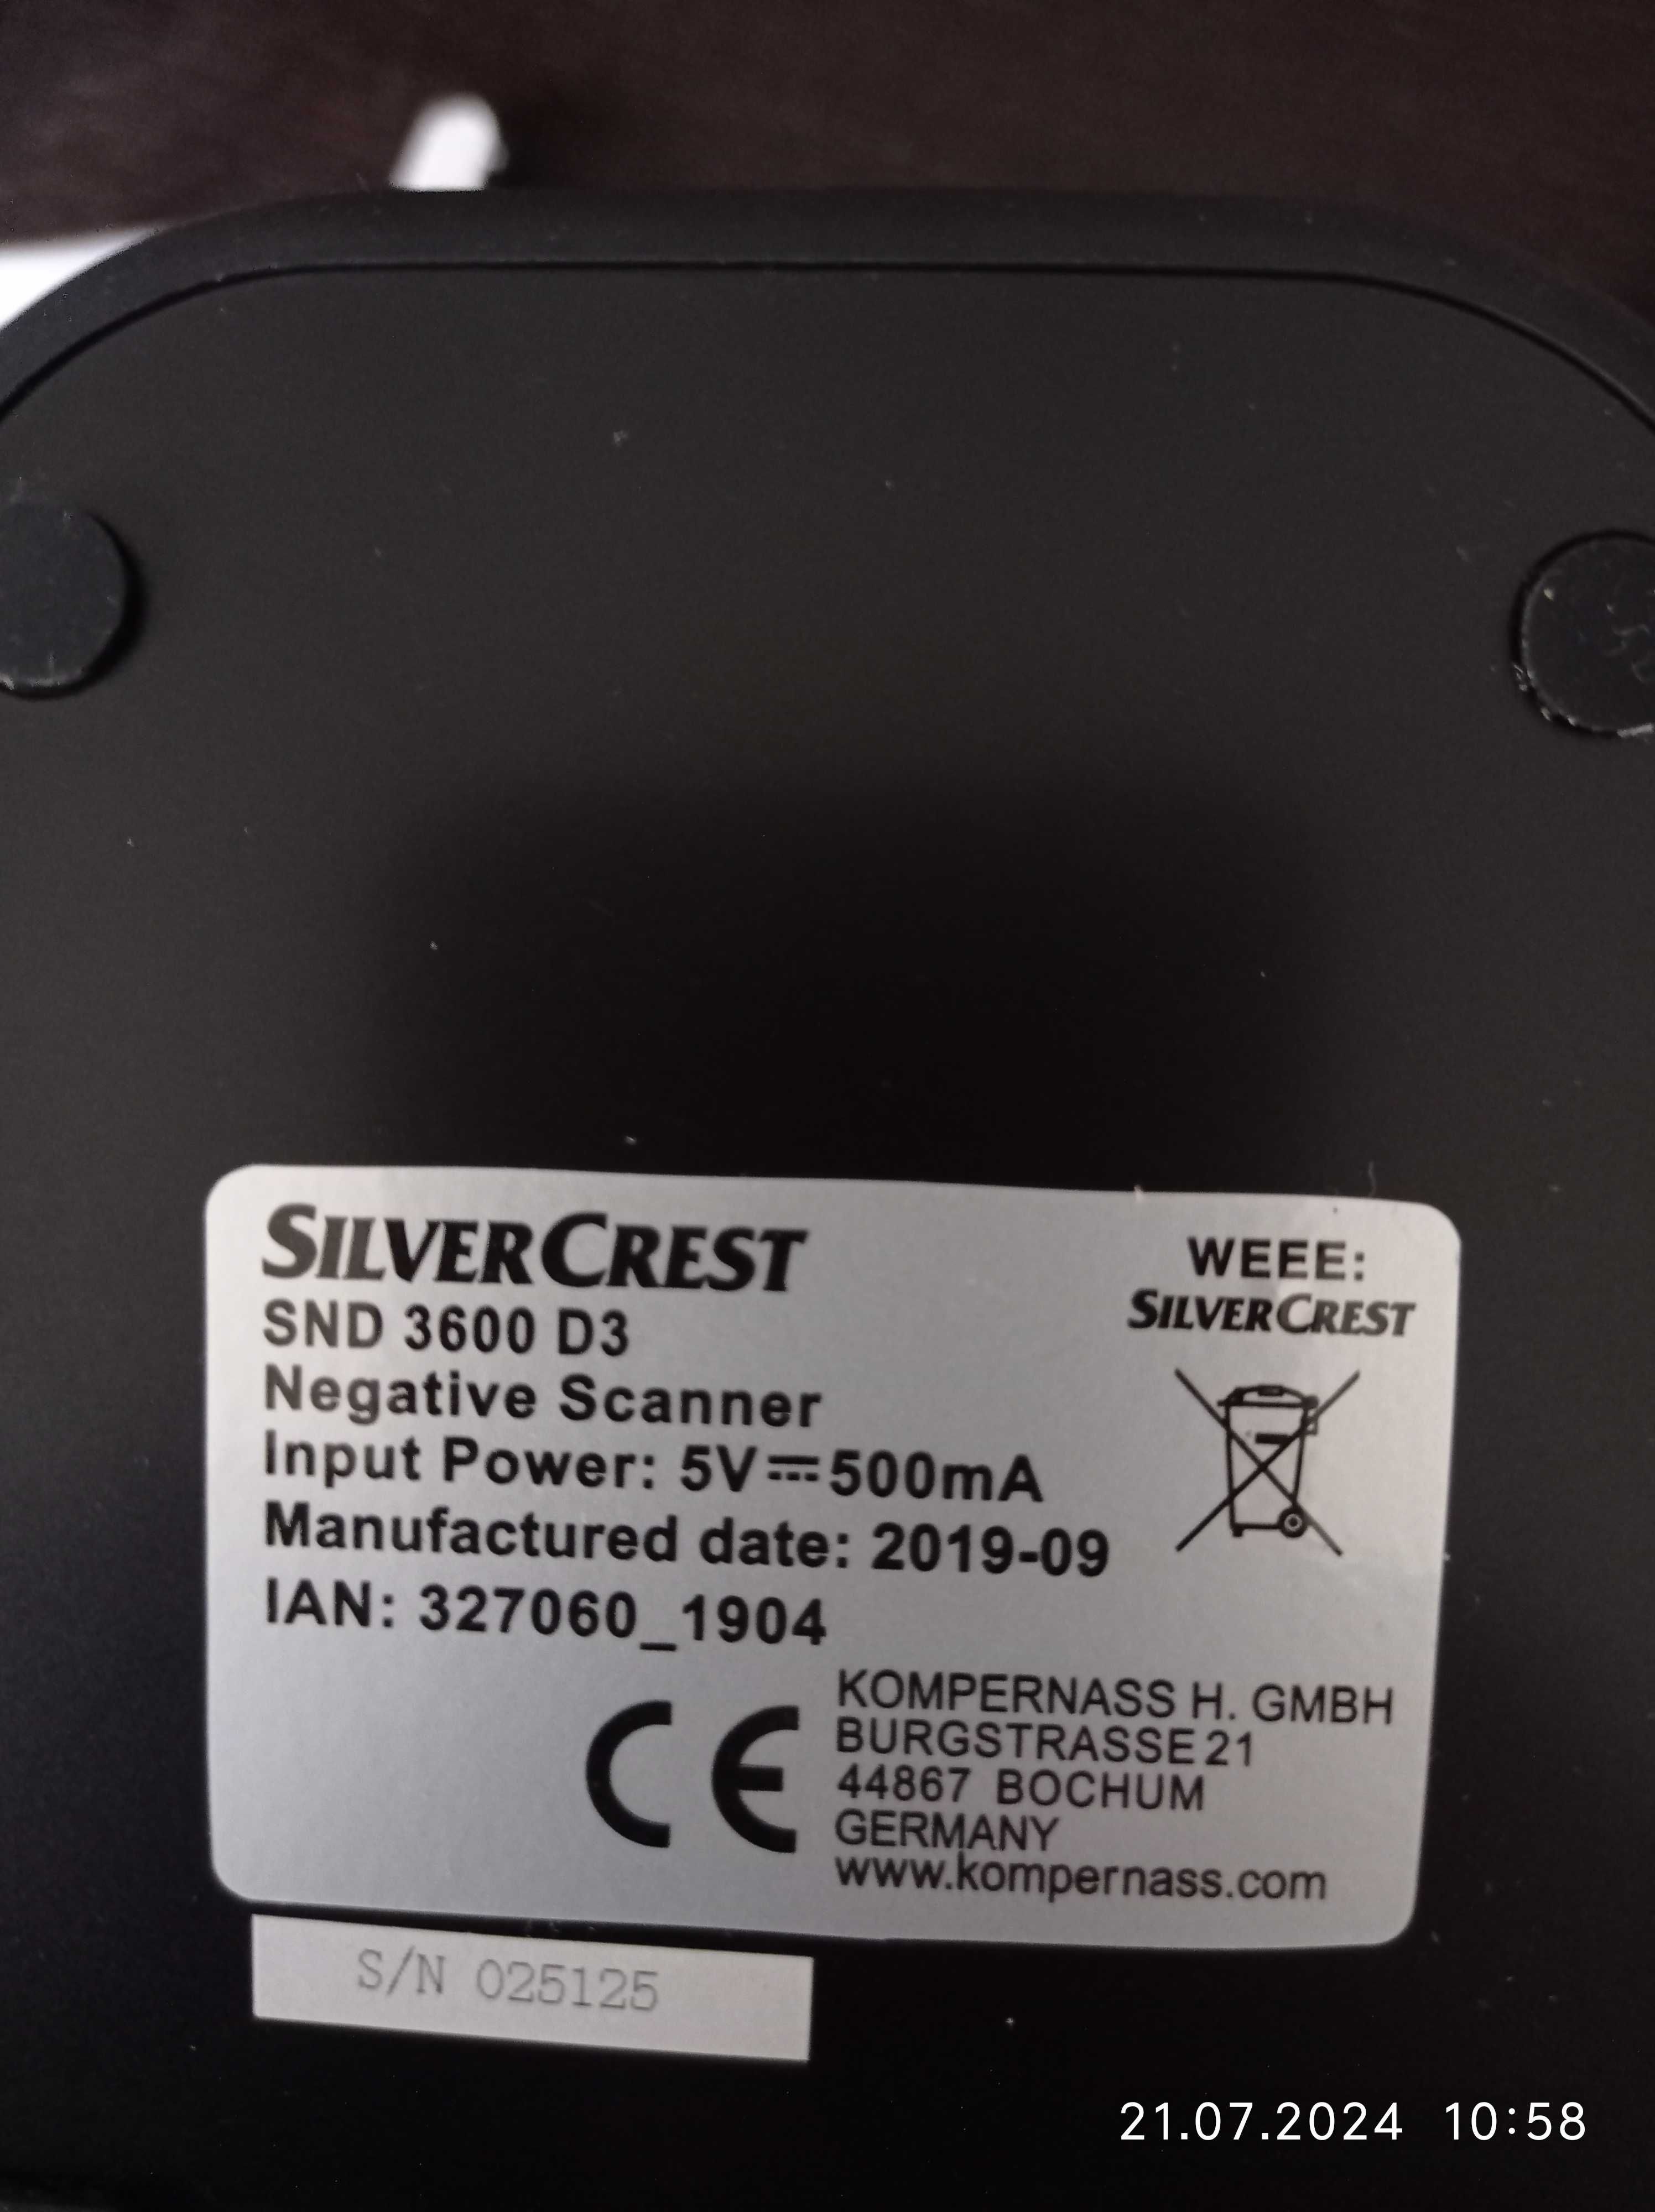 SILVERCREST
SND 3600 D3
Negative Scanner
Input Power: 5V⎓500mA
Manufactured date: 2019-09
IAN: 327060_1904
WEEE:
SILVERCREST
CE
KOMPERNASS H. GMBH
BURGSTRASSE 21
44867 BOCHUM
GERMANY
www.kompernass.com
S/N 025125
21.07.2024 10:58